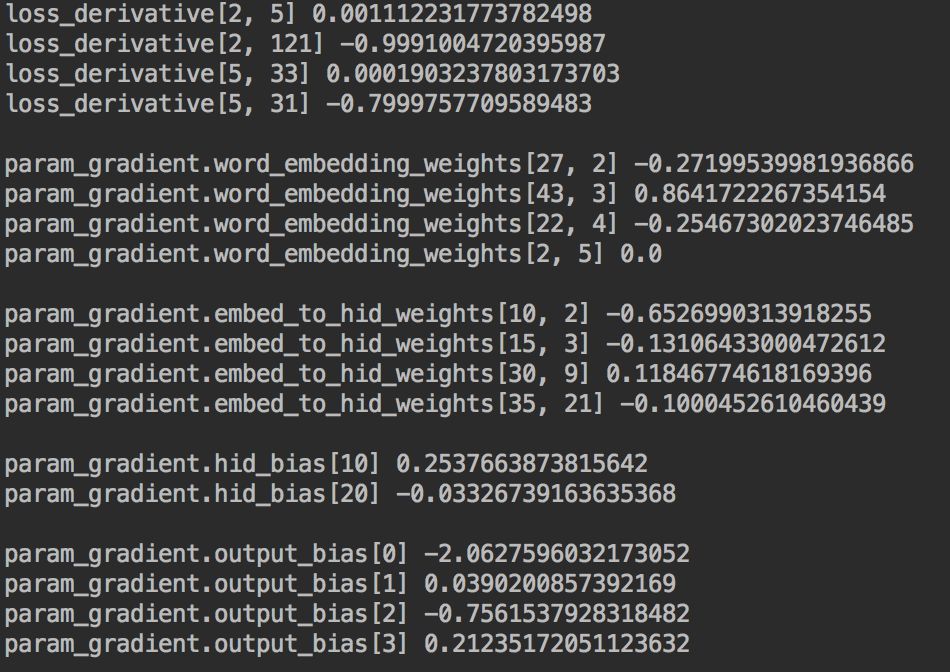 loss_derivative[2, 5] 0.001112231773782498
loss_derivative[2, 121] -0.9991004720395987
loss_derivative[5, 33] 0.0001903237803173703
loss_derivative[5, 31] -0.7999757709589483
param_gradient.word_embedding_weights[27, 2] -0.27199539981936866
param_gradient.word_embedding_weights[43, 3] 0.8641722267354154
param_gradient.word_embedding_weights[22, 4] -0.25467302023746485
param_gradient.word_embedding_weights[2, 5] 0.0
param_gradient.embed_to_hid_weights[10, 2] -0.6526990313918255
param_gradient.embed_to_hid_weights[15, 3] -0.13106433000472612
param_gradient.embed_to_hid_weights[30, 9] 0.11846774618169396
param_gradient.embed_to_hid_weights[35, 21] -0.1000452610460439
param_gradient.hid_bias[10] 0.2537663873815642
param_gradient.hid_bias[20] -0.03326739163635368
param_gradient.output_bias[0] -2.0627596032173052
param_gradient.output_bias[1] 0.0390200857392169
param_gradient.output_bias[2] -0.7561537928318482
param_gradient.output_bias[3] 0.21235172051123632